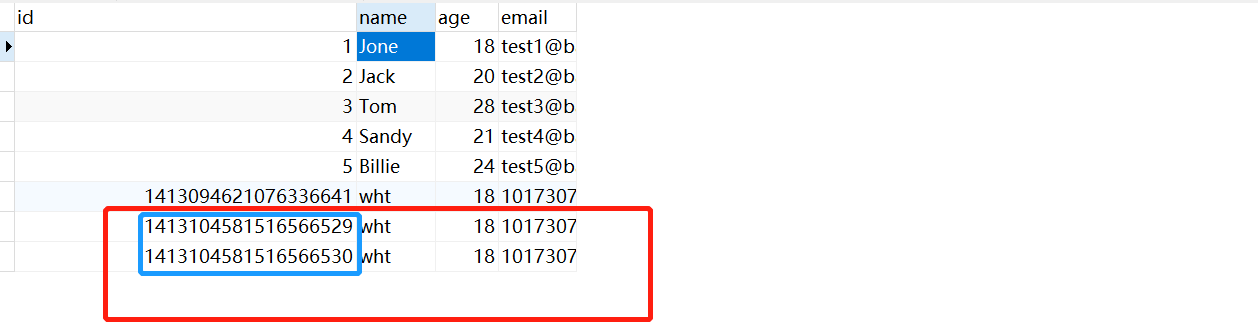 id name age email
1 Jone 18 test1@b
2 Jack 20 test2@b
3 Tom 28 test3@b
4 Sandy 21 test4@b
5 Billie 24 test5@b
1413094621076336641 wht 18 1017307
1413104581516566529 wht 18 1017307
1413104581516566530 wht 18 1017307